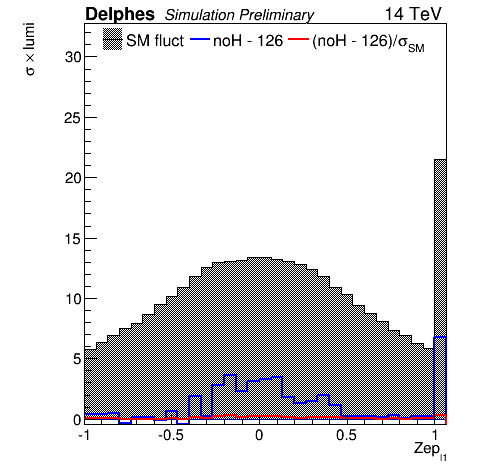 Delphes Simulation Preliminary 14 TeV
σ × lumi
SM fluct noH - 126 (noH - 126)/σSM
30
25
20
15
10
5
0
-1 -0.5 0 0.5 1
Zepl1